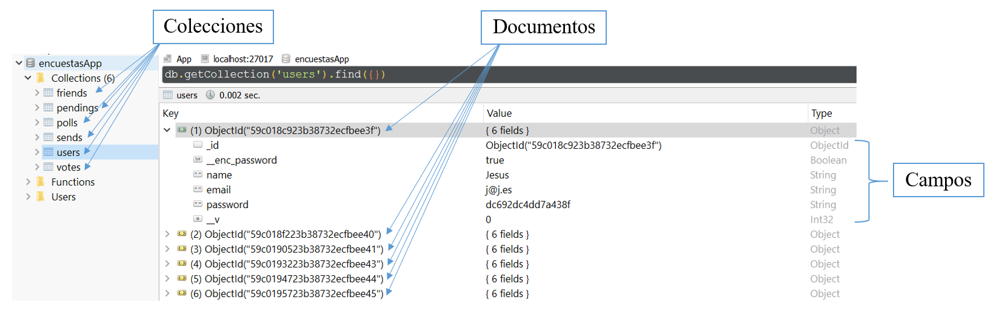 Colecciones
Documentos
encuestasApp
Collections (6)
friends
pendings
polls
sends
users
votes
Functions
Users
App localhost:27017 encuestasApp
db.getCollection('users').find({})
users 0.002 sec.
Key Value Type
(1) ObjectId("59c018c923b38732ecfbee3f") { 6 fields } Object
_id ObjectId("59c018c923b38732ecfbee3f") ObjectId
T/F __enc_password true Boolean
" " name Jesus String
" " email j@j.es String
" " password dc692dc4dd7a438f String
# __v 0 Int32
(2) ObjectId("59c018f223b38732ecfbee40") { 6 fields } Object
(3) ObjectId("59c0190523b38732ecfbee41") { 6 fields } Object
(4) ObjectId("59c0193223b38732ecfbee43") { 6 fields } Object
(5) ObjectId("59c0194723b38732ecfbee44") { 6 fields } Object
(6) ObjectId("59c0195723b38732ecfbee45") { 6 fields } Object
Campos